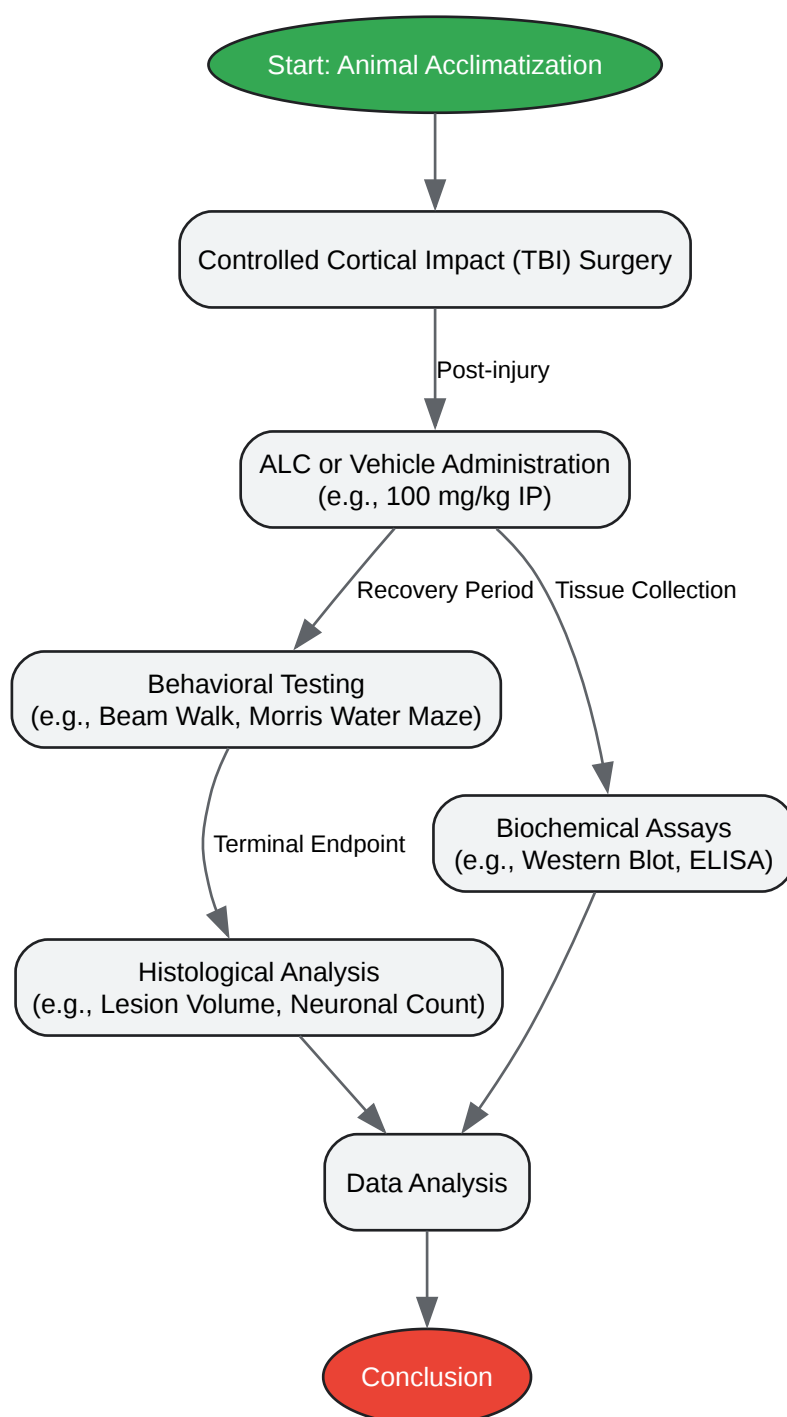 Start: Animal Acclimatization
Controlled Cortical Impact (TBI) Surgery
Post-injury
ALC or Vehicle Administration
(e.g., 100 mg/kg IP)
Recovery Period
Tissue Collection
Behavioral Testing
(e.g., Beam Walk, Morris Water Maze)
Terminal Endpoint
Biochemical Assays
(e.g., Western Blot, ELISA)
Histological Analysis
(e.g., Lesion Volume, Neuronal Count)
Data Analysis
Conclusion